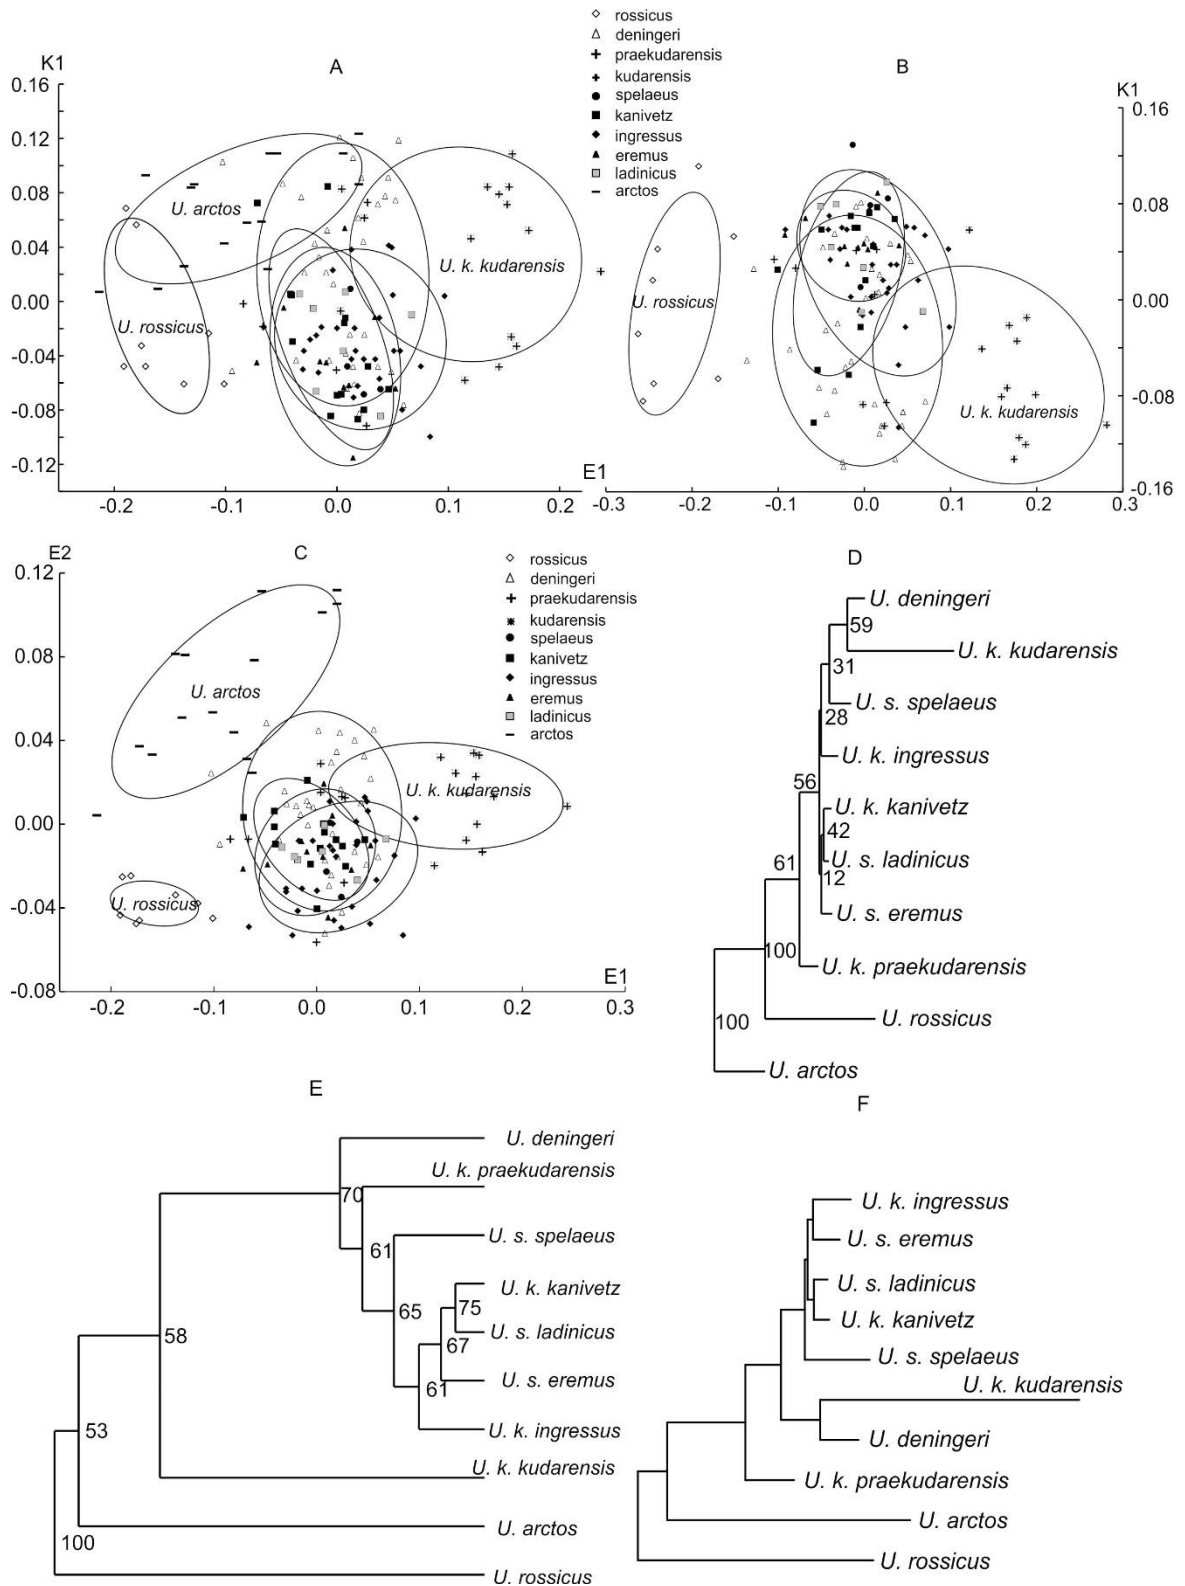 rossicus
deningeri
praekudarensis
kudarensis
spelaeus
kanivetz
ingressus
eremus
ladinicus
arctos
K1
A
0.16
0.12
0.08
0.04
0.00
-0.04
-0.08
-0.12
U. arctos
U. rossicus
U. k. kudarensis
E1
-0.2
-0.1
0.0
0.1
0.2
B
K1
0.16
0.08
0.00
-0.08
-0.16
U. rossicus
U. k. kudarensis
-0.3
-0.2
-0.1
0.0
0.1
0.2
0.3
E2
C
0.12
0.08
0.04
0.00
-0.04
-0.08
rossicus
deningeri
praekudarensis
kudarensis
spelaeus
kanivetz
ingressus
eremus
ladinicus
arctos
U. arctos
U. k. kudarensis
U. rossicus
E1
-0.2
-0.1
0.0
0.1
0.2
0.3
D
U. deningeri
59
U. k. kudarensis
31
U. s. spelaeus
28
U. k. ingressus
56
U. k. kanivetz
42
U. s. ladinicus
12
61
U. s. eremus
100
U. k. praekudarensis
100
U. rossicus
U. arctos
E
U. deningeri
U. k. praekudarensis
70
U. s. spelaeus
61
U. k. kanivetz
65
75
U. s. ladinicus
58
67
U. s. eremus
61
U. k. ingressus
53
U. k. kudarensis
U. arctos
100
U. rossicus
F
U. k. ingressus
U. s. eremus
U. s. ladinicus
U. k. kanivetz
U. s. spelaeus
U. k. kudarensis
U. deningeri
U. k. praekudarensis
U. arctos
U. rossicus